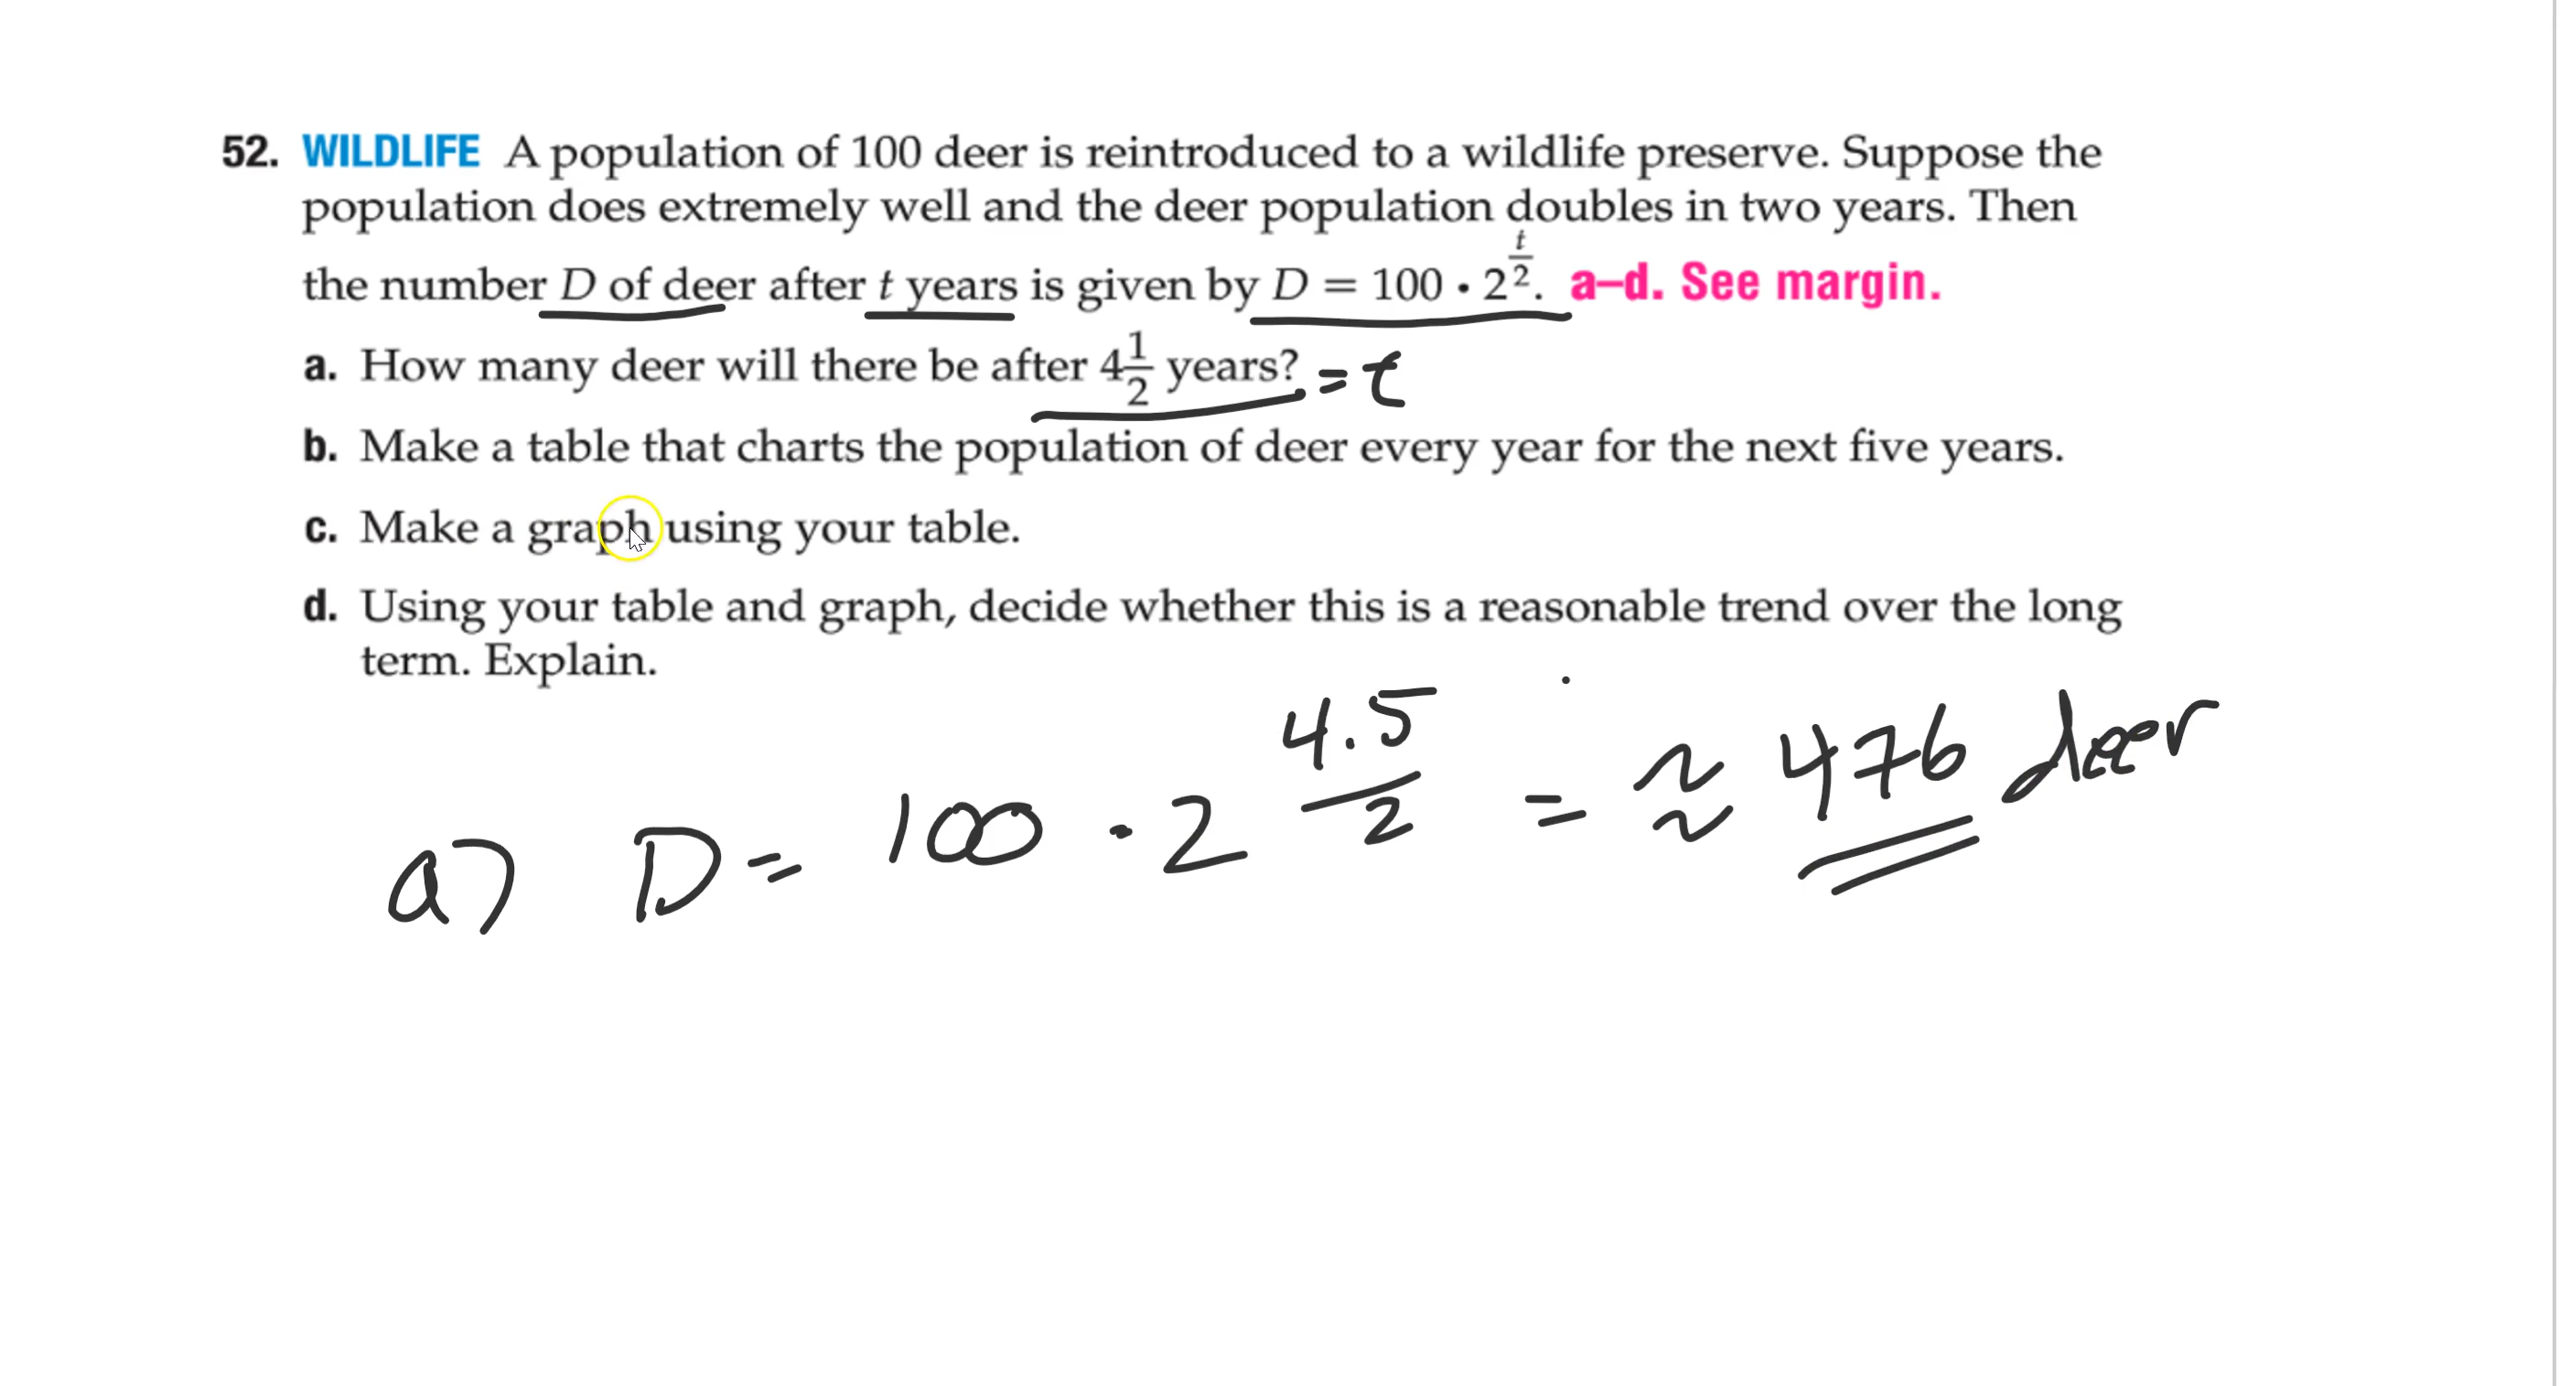 52. WILDLIFE A population of 100 deer is reintroduced to a wildlife preserve. Suppose the
population does extremely well and the deer population doubles in two years. Then
the number D of deer after t years is given by D = 100 · 2^(t/2). a–d. See margin.
a. How many deer will there be after 4 1/2 years? = t
b. Make a table that charts the population of deer every year for the next five years.
c. Make a graph using your table.
d. Using your table and graph, decide whether this is a reasonable trend over the long
term. Explain.
a) D = 100 · 2^(4.5/2) = ≈ 476 deer